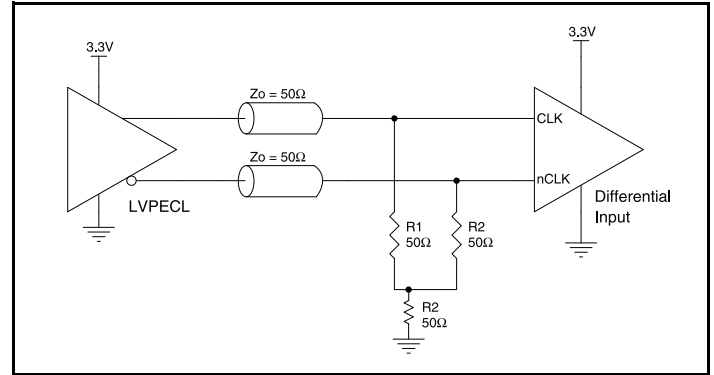 3.3V
3.3V
Zo = 50Ω
CLK
Zo = 50Ω
nCLK
LVPECL
Differential
Input
R1
50Ω
R2
50Ω
R2
50Ω